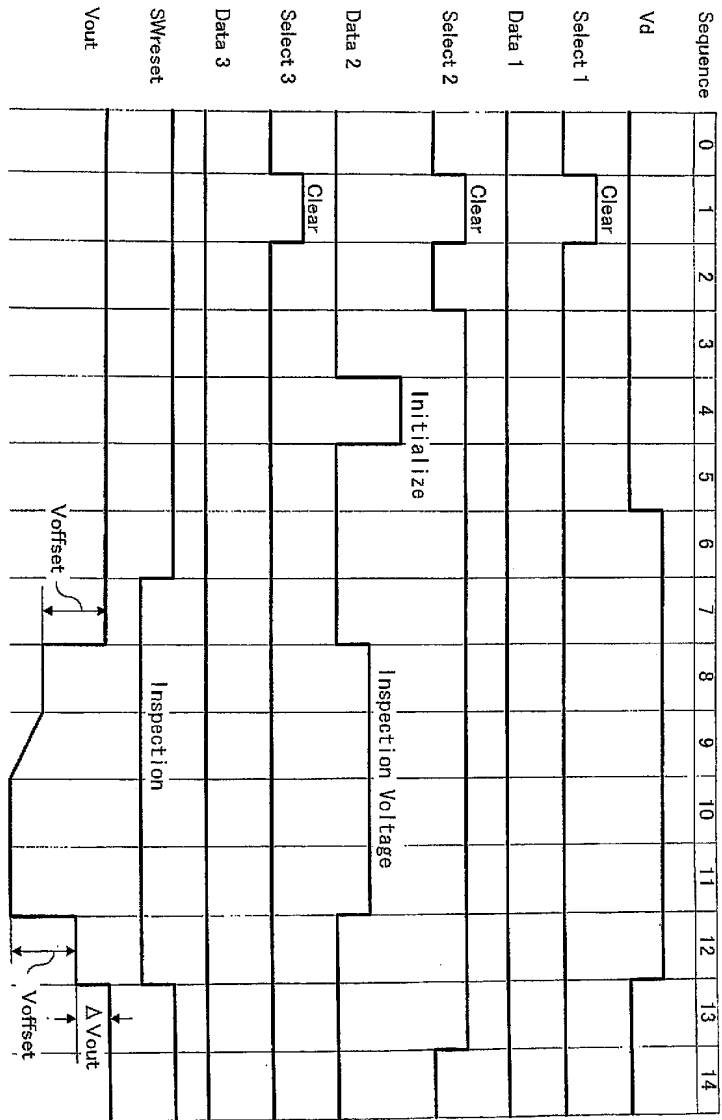 Sequence 0 1 2 3 4 5 6 7 8 9 10 11 12 13 14
Vd
Select 1 Clear
Data 1
Select 2 Clear
Data 2 Initialize Inspection Voltage
Select 3 Clear
Data 3
SWreset Inspection
Vout Voffset Voffset ΔVout